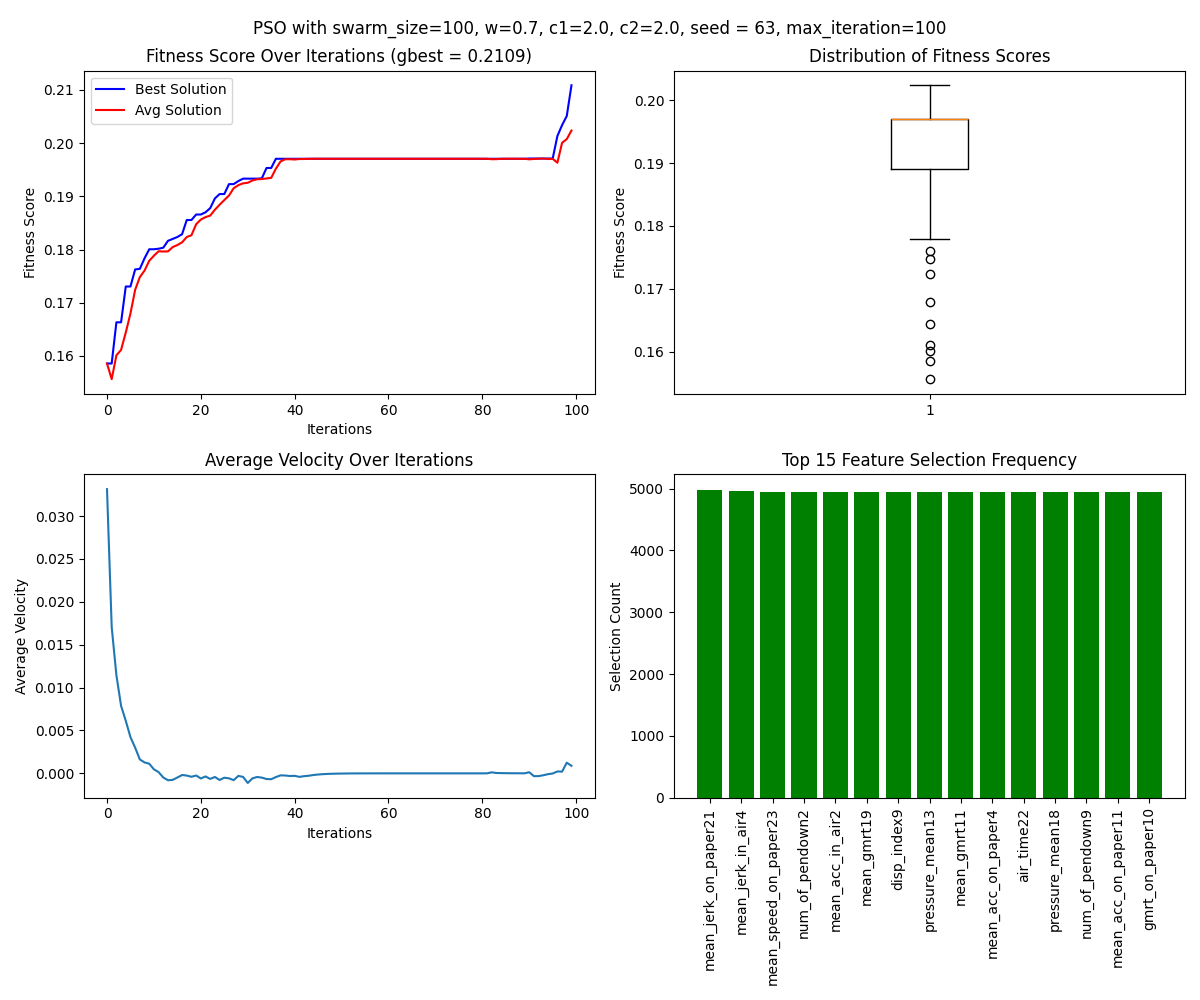 PSO with swarm_size=100, w=0.7, c1=2.0, c2=2.0, seed = 63, max_iteration=100
Fitness Score Over Iterations (gbest = 0.2109)
Best Solution
Avg Solution
Fitness Score
0.21
0.20
0.19
0.18
0.17
0.16
0 20 40 60 80 100
Iterations
Distribution of Fitness Scores
Fitness Score
0.20
0.19
0.18
0.17
0.16
1
Average Velocity Over Iterations
Average Velocity
0.030
0.025
0.020
0.015
0.010
0.005
0.000
0 20 40 60 80 100
Iterations
Top 15 Feature Selection Frequency
Selection Count
5000
4000
3000
2000
1000
0
mean_jerk_on_paper21
mean_jerk_in_air4
mean_speed_on_paper23
num_of_pendown2
mean_acc_in_air2
mean_gmrt19
disp_index9
pressure_mean13
mean_gmrt11
mean_acc_on_paper4
air_time22
pressure_mean18
num_of_pendown9
mean_acc_on_paper11
gmrt_on_paper10